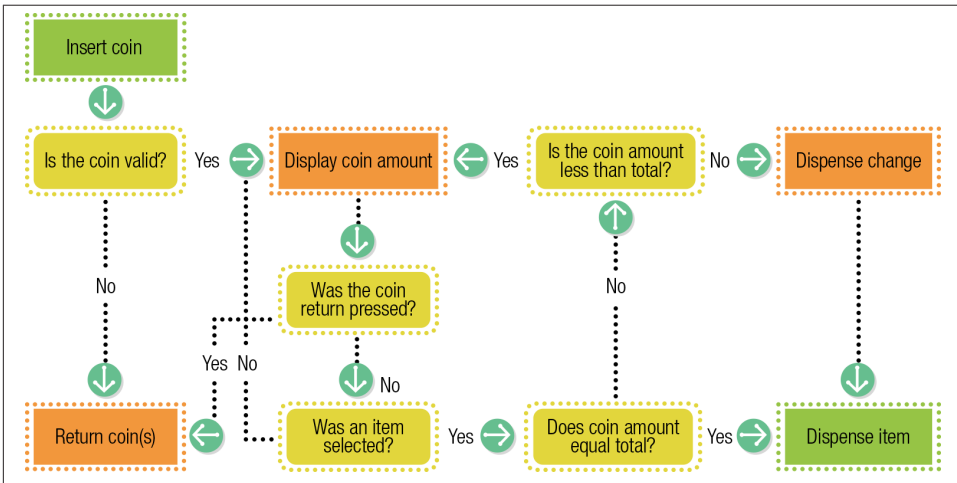 Insert coin
Is the coin valid?
Yes
Display coin amount
Yes
Is the coin amount
less than total?
No
Dispense change
No
Was the coin
return pressed?
No
Yes
No
No
Return coin(s)
Was an item
selected?
Yes
Does coin amount
equal total?
Yes
Dispense item